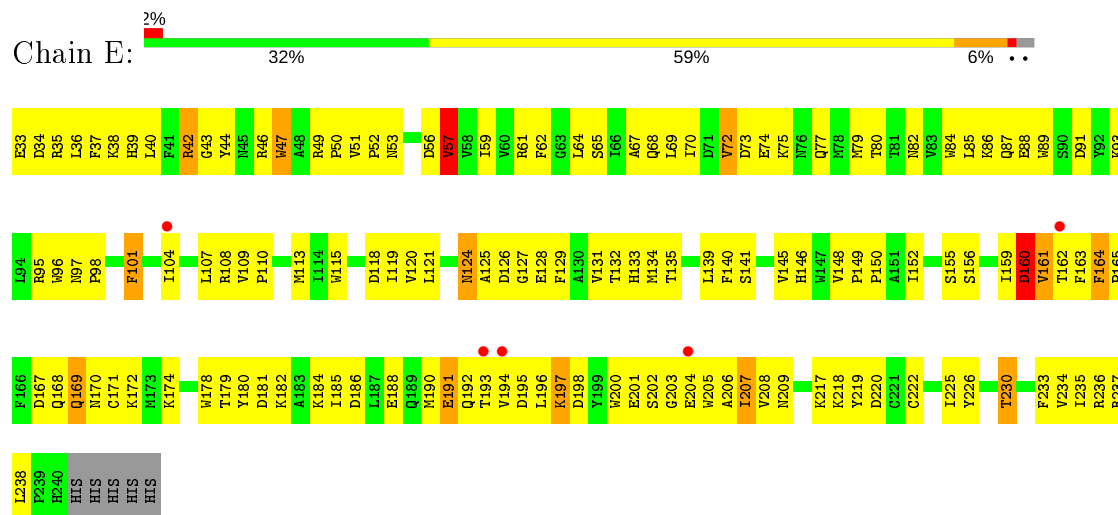 2%
Chain E:
32% 59% 6% • •
E33 D34 R35 L36 F37 K38 H39 L40 F41 R42 G43 Y44 N45 R46 W47 A48 R49 P50 V51 P52 N53 D56 V57 V58 I59 V60 R61 F62 G63 L64 S65 I66 A67 Q68 L69 I70 D71 V72 D73 E74 K75 N76 Q77 M78 M79 T80 T81 N82 V83 W84 L85 K86 Q87 E88 W89 S90 D91 Y92 K93
L94 R95 W96 N97 P98 F101 I104 L107 R108 V109 P110 M113 I114 W115 D118 I119 V120 L121 N124 A125 D126 G127 E128 F129 A130 V131 T132 H133 M134 T135 L139 F140 S141 V145 H146 W147 V148 P149 P150 A151 I152 S155 S156 I159 D160 V161 T162 F163 F164 P165
F166 D167 Q168 Q169 N170 C171 K172 M173 K174 W178 T179 Y180 D181 K182 A183 K184 I185 D186 L187 E188 Q189 M190 E191 Q192 T193 V194 D195 L196 K197 D198 Y199 W200 E201 S202 G203 E204 W205 A206 I207 V208 N209 K217 K218 Y219 D220 C221 C222 I225 Y226 T230 F233 V234 I235 R236 R237
L238 P239 H240 HIS HIS HIS HIS HIS